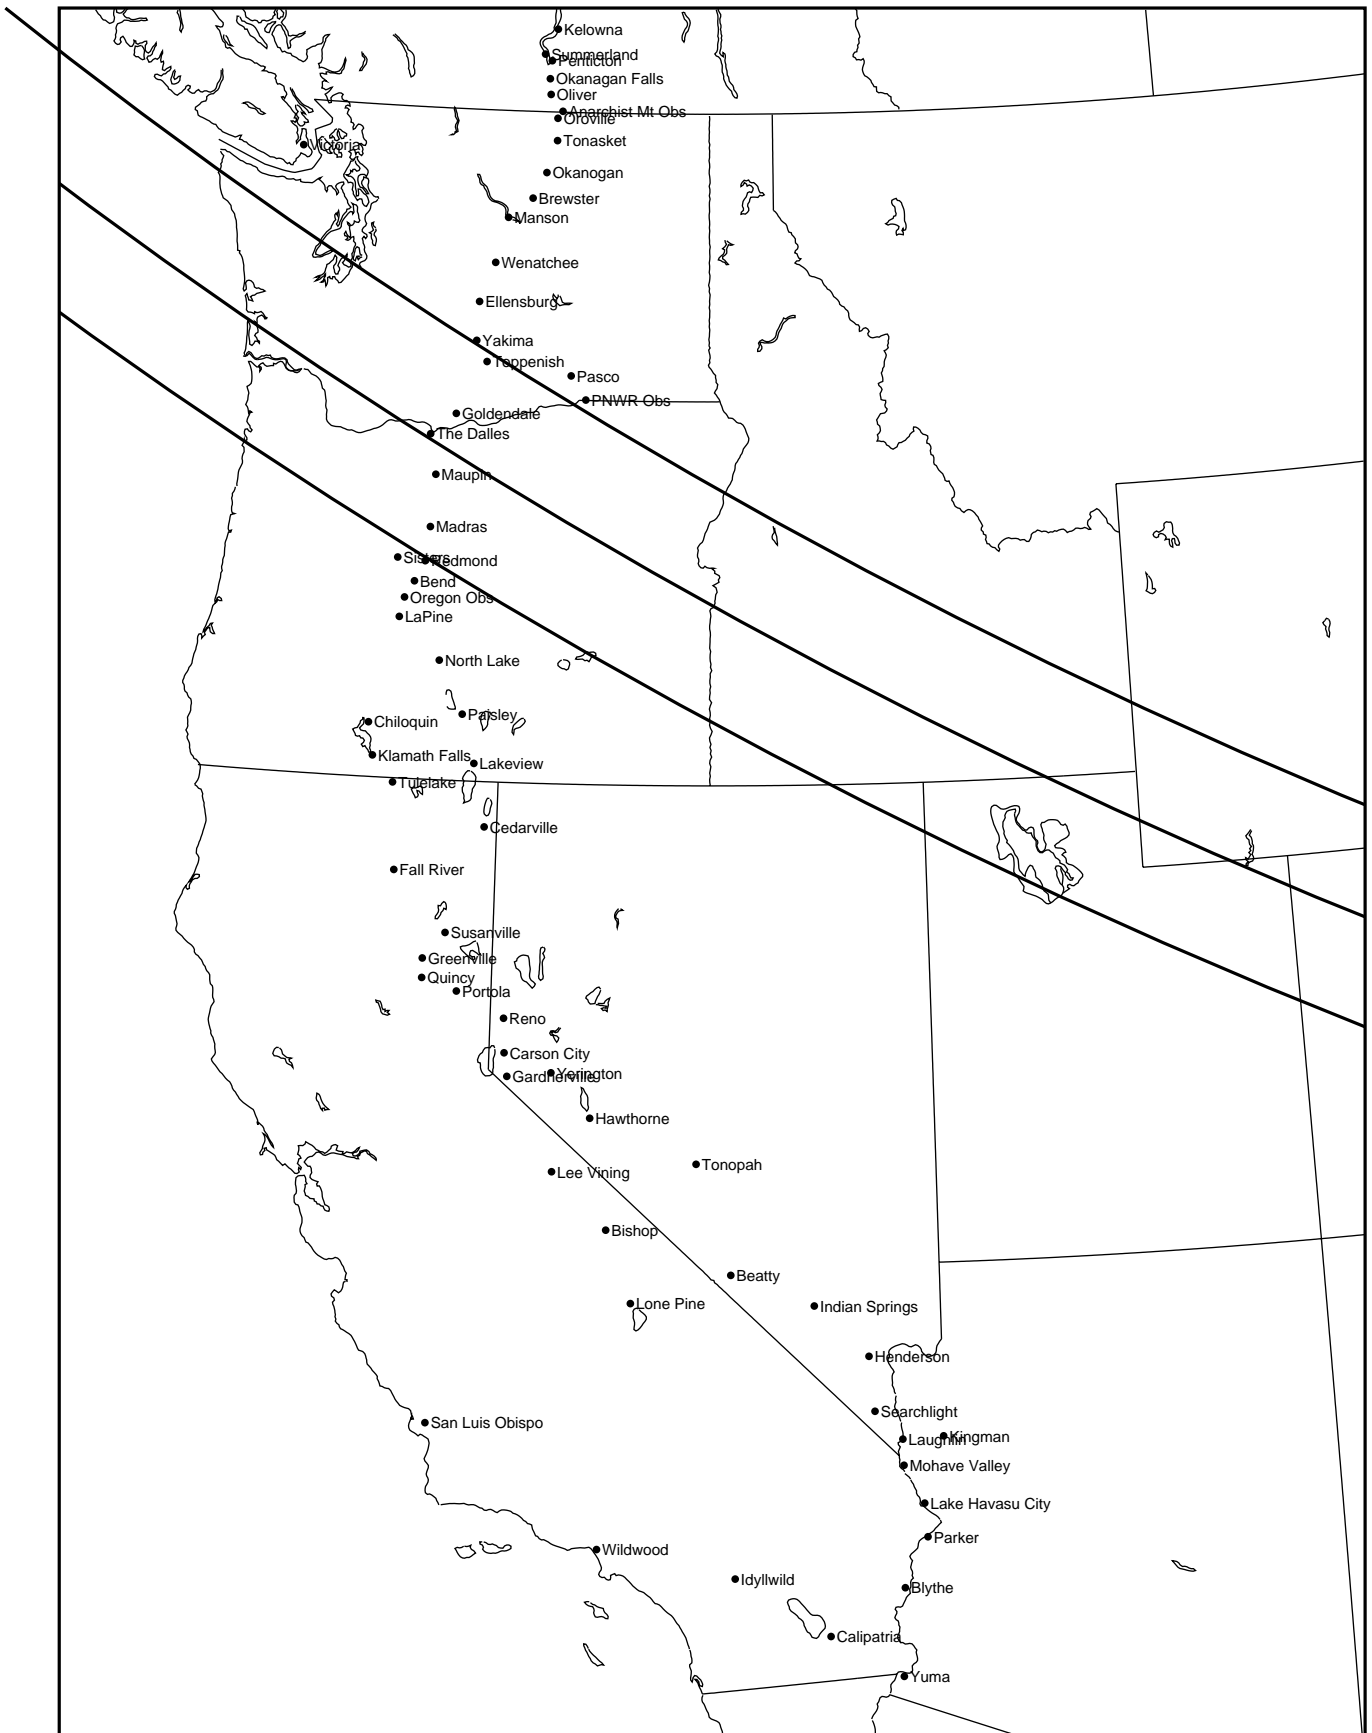 Kelowna
Summerland
Penticton
Okanagan Falls
Oliver
Anarchist Mt Obs
Oroville
Tonasket
Victoria
Okanogan
Brewster
Manson
Wenatchee
Ellensburg
Yakima
Toppenish
Pasco
PNWR Obs
Goldendale
The Dalles
Maupin
Madras
Sisters
Redmond
Bend
Oregon Obs
LaPine
North Lake
Paisley
Chiloquin
Klamath Falls
Lakeview
Tulelake
Cedarville
Fall River
Susanville
Greenville
Quincy
Portola
Reno
Carson City
Yerington
Gardnerville
Hawthorne
Tonopah
Lee Vining
Bishop
Beatty
Lone Pine
Indian Springs
Henderson
Searchlight
San Luis Obispo
Kingman
Laughlin
Mohave Valley
Lake Havasu City
Parker
Wildwood
Idyllwild
Blythe
Calipatria
Yuma